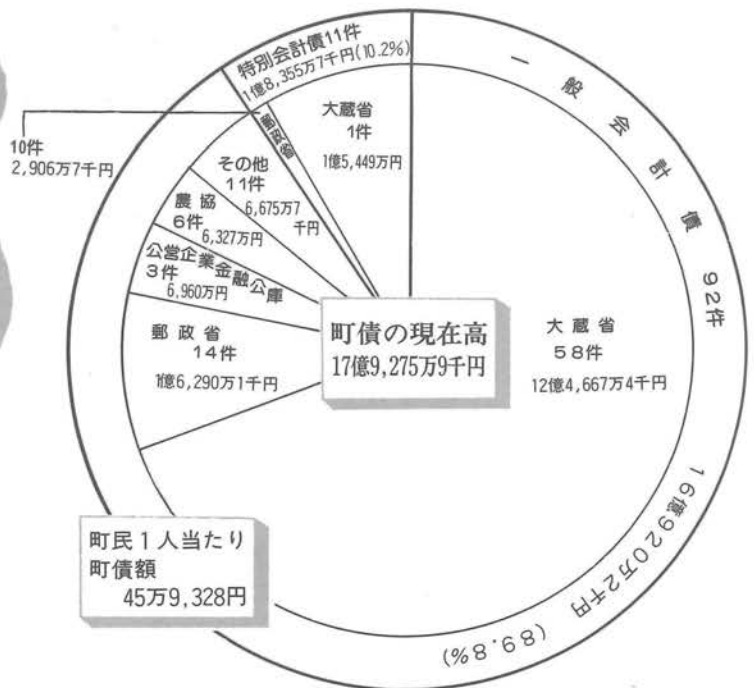 特別会計債11件
1億8,355万7千円(10.2%)
一般会計債 92件
16億920万2千円 (89.8%)
大蔵省
1件
1億5,449万円
郵政省
10件
2,906万7千円
その他
11件
6,675万7
千円
農協
6件
6,327万円
公営企業金融公庫
3件
6,960万円
郵政省
14件
1億6,290万1千円
大蔵省
58件
12億4,667万4千円
町債の現在高
17億9,275万9千円
町民1人当たり
町債額
45万9,328円